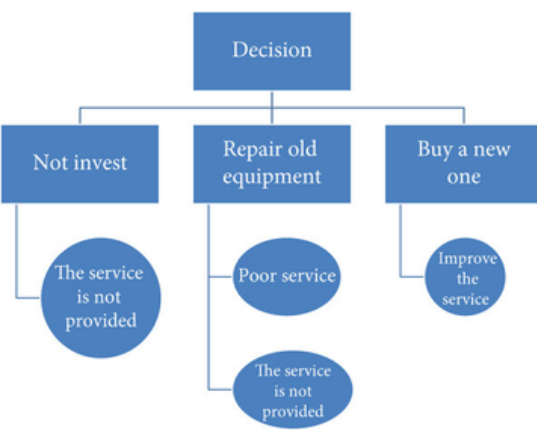 Decision
Not invest
Repair old
equipment
Buy a new
one
The service
is not
provided
Poor service
Improve
the
service
The service
is not
provided